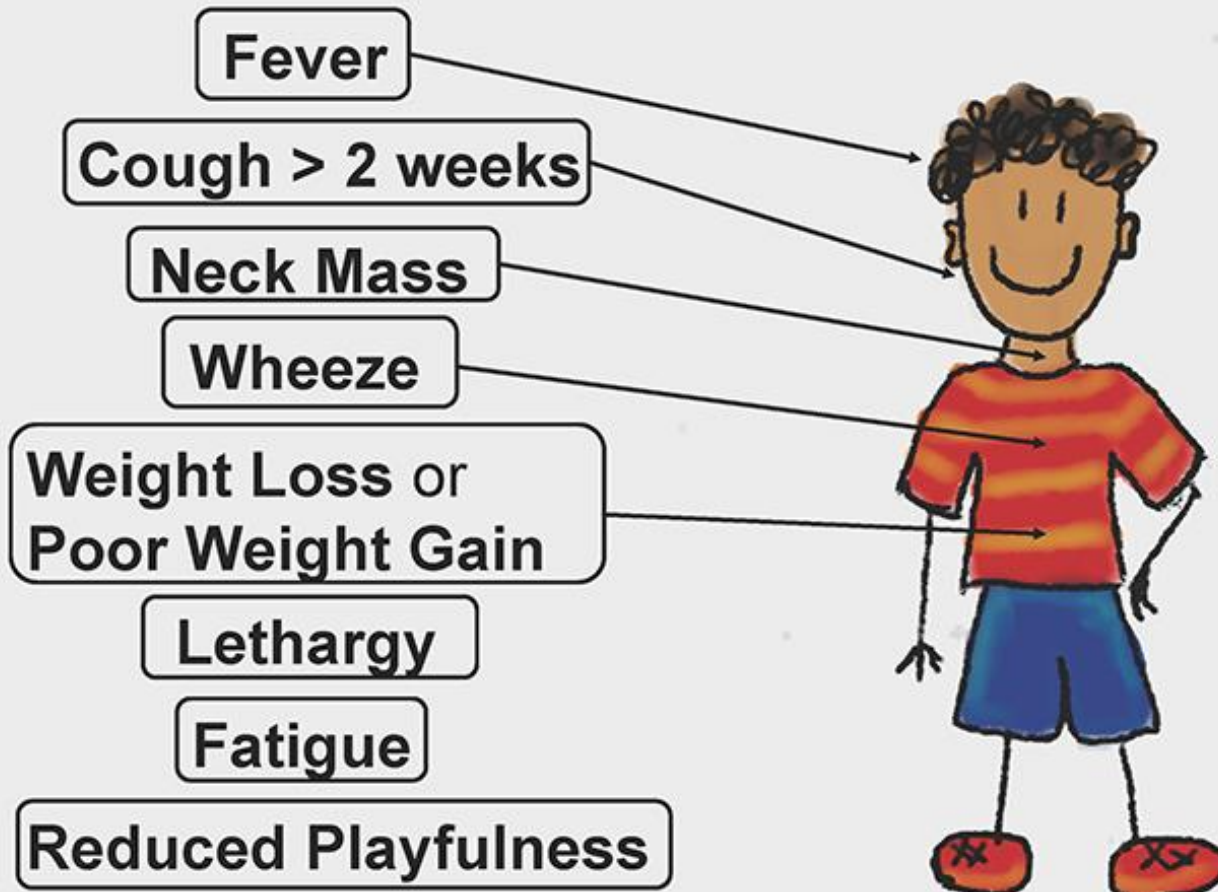 Fever
Cough > 2 weeks
Neck Mass
Wheeze
Weight Loss or
Poor Weight Gain
Lethargy
Fatigue
Reduced Playfulness